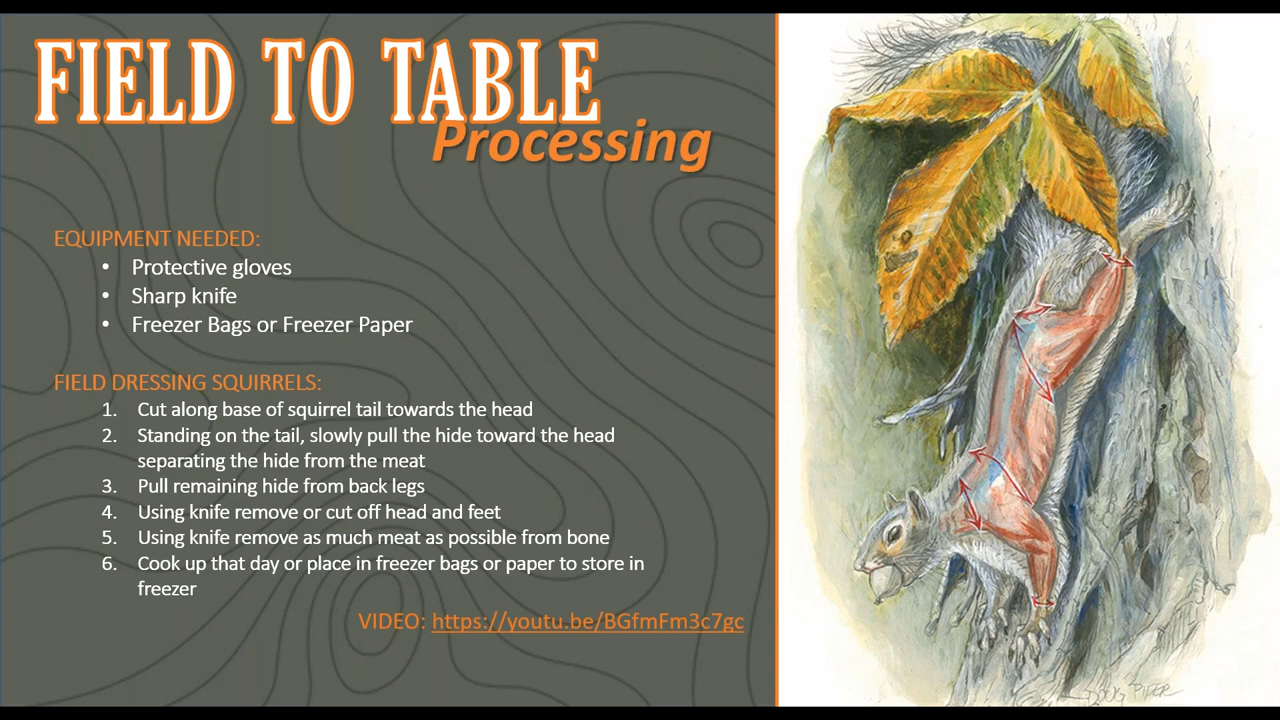 FIELD TO TABLE
Processing
EQUIPMENT NEEDED:
• Protective gloves
• Sharp knife
• Freezer Bags or Freezer Paper
FIELD DRESSING SQUIRRELS:
1. Cut along base of squirrel tail towards the head
2. Standing on the tail, slowly pull the hide toward the head
separating the hide from the meat
3. Pull remaining hide from back legs
4. Using knife remove or cut off head and feet
5. Using knife remove as much meat as possible from bone
6. Cook up that day or place in freezer bags or paper to store in
freezer
VIDEO: https://youtu.be/BGfmFm3c7gc
DOUG